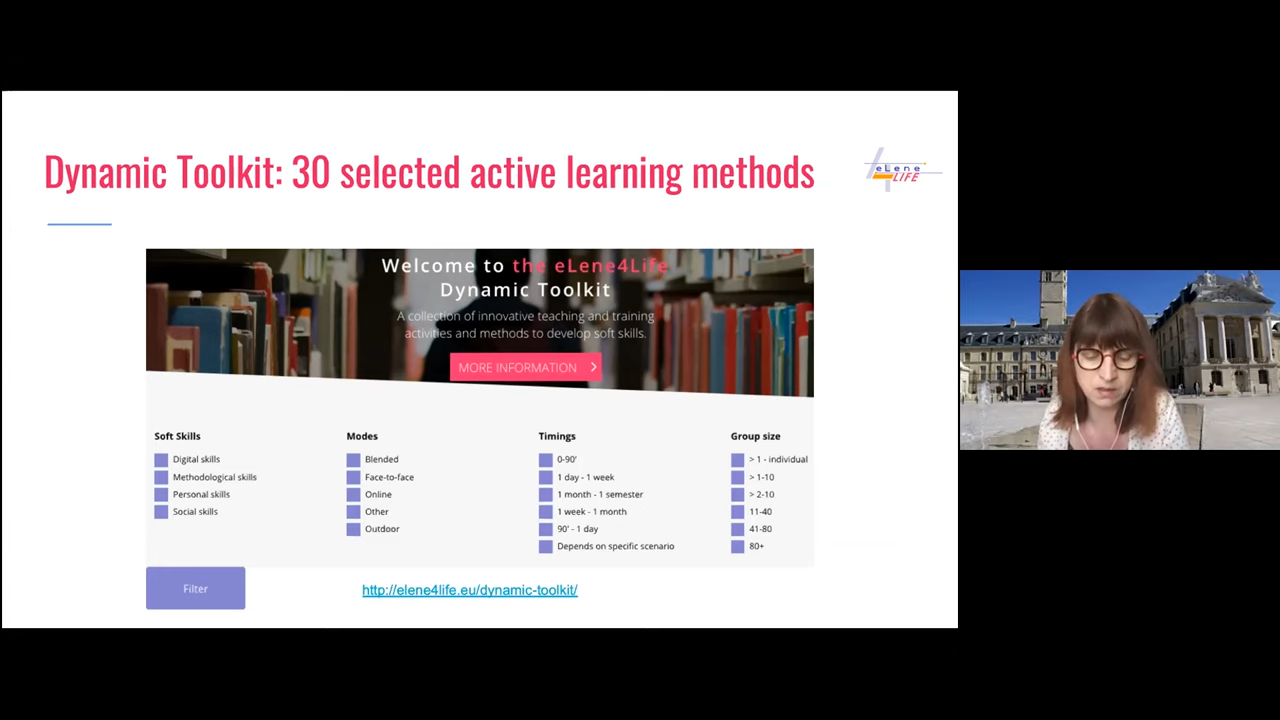 Dynamic Toolkit: 30 selected active learning methods
eLene
4LIFE
Welcome to the eLene4Life
Dynamic Toolkit
A collection of innovative teaching and training
activities and methods to develop soft skills.
MORE INFORMATION >
Soft Skills
Digital skills
Methodological skills
Personal skills
Social skills
Modes
Blended
Face-to-face
Online
Other
Outdoor
Timings
0-90'
1 day - 1 week
1 month - 1 semester
1 week - 1 month
90' - 1 day
Depends on specific scenario
Group size
> 1 - individual
> 1-10
> 2-10
11-40
41-80
80+
Filter
http://elene4life.eu/dynamic-toolkit/